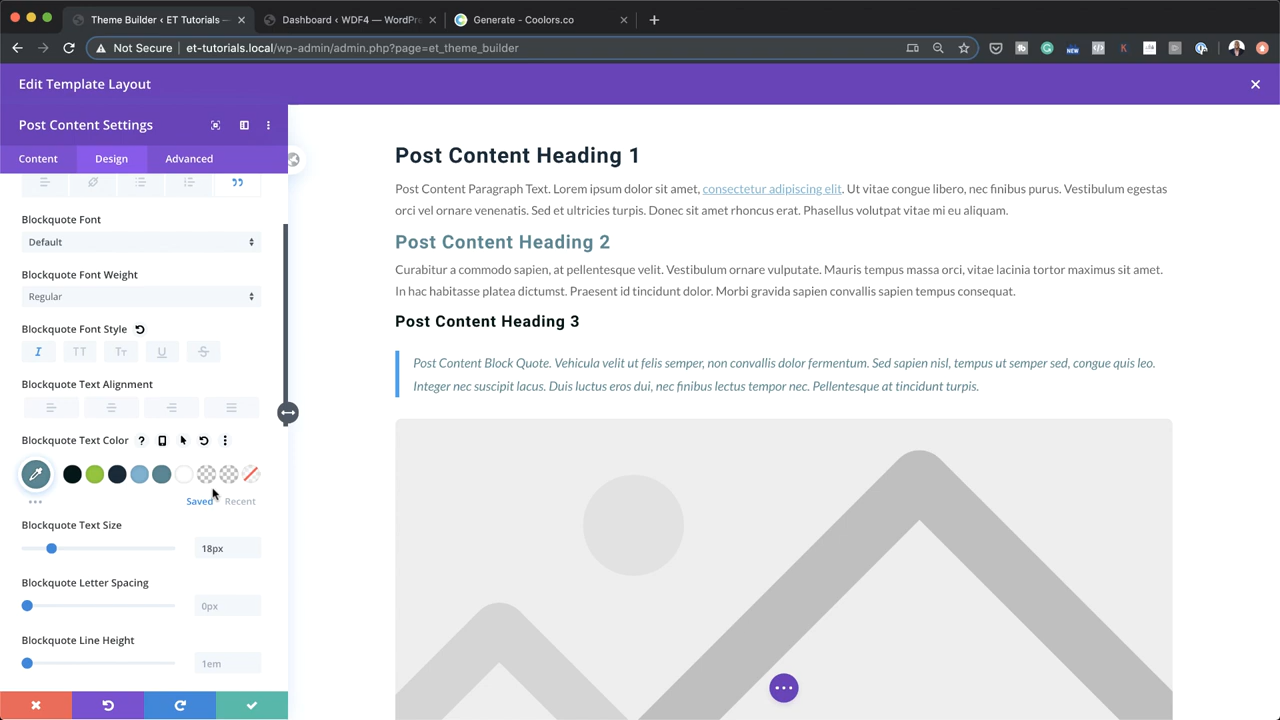 Theme Builder ‹ ET Tutorials —
Dashboard ‹ WDF4 — WordPre
Generate - Coolors.co
Not Secure
et-tutorials.local/wp-admin/admin.php?page=et_theme_builder
Edit Template Layout
Post Content Settings
Content
Design
Advanced
Blockquote Font
Default
Blockquote Font Weight
Regular
Blockquote Font Style
I TT Tт U S
Blockquote Text Alignment
Blockquote Text Color
Saved
Recent
Blockquote Text Size
18px
Blockquote Letter Spacing
0px
Blockquote Line Height
1em
Post Content Heading 1
Post Content Paragraph Text. Lorem ipsum dolor sit amet, consectetur adipiscing elit. Ut vitae congue libero, nec finibus purus. Vestibulum egestas
orci vel ornare venenatis. Sed et ultricies turpis. Donec sit amet rhoncus erat. Phasellus volutpat vitae mi eu aliquam.
Post Content Heading 2
Curabitur a commodo sapien, at pellentesque velit. Vestibulum ornare vulputate. Mauris tempus massa orci, vitae lacinia tortor maximus sit amet.
In hac habitasse platea dictumst. Praesent id tincidunt dolor. Morbi gravida sapien convallis sapien tempus consequat.
Post Content Heading 3
Post Content Block Quote. Vehicula velit ut felis semper, non convallis dolor fermentum. Sed sapien nisl, tempus ut semper sed, congue quis leo.
Integer nec suscipit lacus. Duis luctus eros dui, nec finibus lectus tempor nec. Pellentesque at tincidunt turpis.